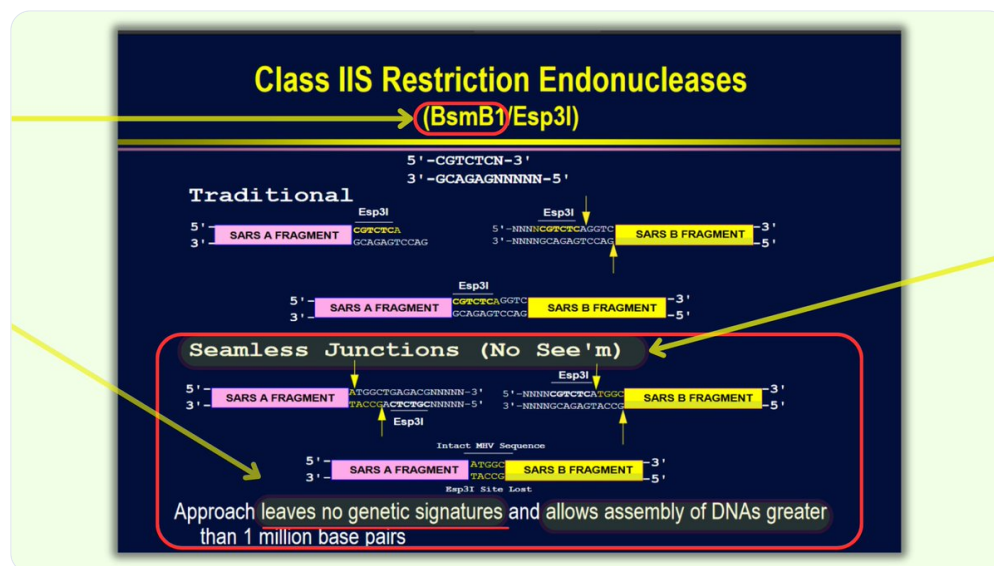 Class IIS Restriction Endonucleases
(BsmB1/Esp3I)
5'-CGTCTCN-3'
3'-GCAGAGNNNNN-5'
Traditional
Esp3I
Esp3I
5'-
SARS A FRAGMENT
CGTCTCA
3'-
GCAGAGTCCAG
5'-NNNNCGTCTCAGGTC
SARS B FRAGMENT
-3'
3'-NNNNGCAGAGTCCAG
-5'
Esp3I
5'-
SARS A FRAGMENT
CGTCTCAGGTC
SARS B FRAGMENT
-3'
3'-
GCAGAGTCCAG
-5'
Seamless Junctions (No See'm)
Esp3I
5'-
SARS A FRAGMENT
ATGGCTGAGACGNNNNN-3'
3'-
TACCGACTCTGCNNNNN-5'
Esp3I
5'-NNNNCGTCTCATGGC
SARS B FRAGMENT
-3'
3'-NNNNGCAGAGTACCG
-5'
Intact MHV Sequence
5'-
SARS A FRAGMENT
ATGGC
SARS B FRAGMENT
-3'
3'-
TACCG
-5'
Esp3I Site Lost
Approach leaves no genetic signatures and allows assembly of DNAs greater
than 1 million base pairs